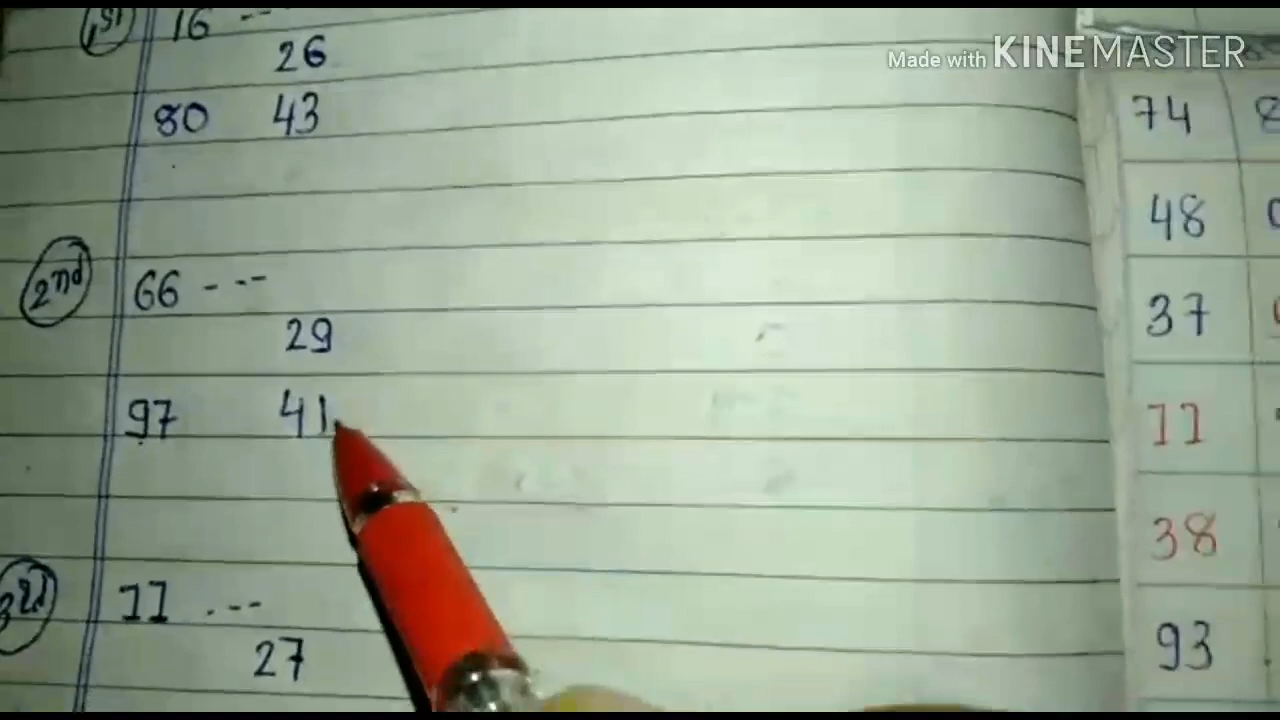 1st 16 ---
26
80 43
2nd 66 ---
29
97 41
3rd 11 ---
27
Made with KINEMASTER
74
48
37
11
38
93